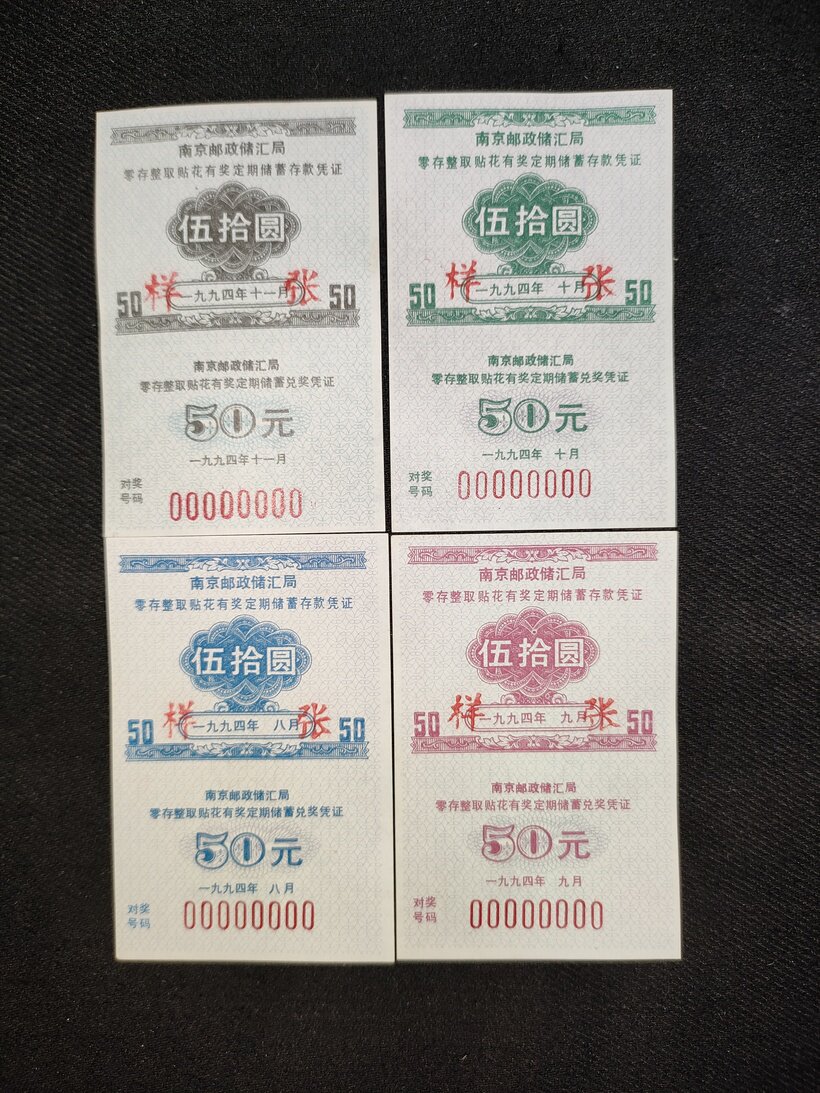 南京邮政储汇局
零存整取贴花有奖定期储蓄存款凭证
伍拾圆
样 张
50 一九九四年十一月 50
南京邮政储汇局
零存整取贴花有奖定期储蓄兑奖凭证
50元
一九九四年十一月
对奖
号码 00000000
南京邮政储汇局
零存整取贴花有奖定期储蓄存款凭证
伍拾圆
样 张
50 一九九四年 十月 50
南京邮政储汇局
零存整取贴花有奖定期储蓄兑奖凭证
50元
一九九四年 十月
对奖
号码 00000000
南京邮政储汇局
零存整取贴花有奖定期储蓄存款凭证
伍拾圆
样 张
50 一九九四年 八月 50
南京邮政储汇局
零存整取贴花有奖定期储蓄兑奖凭证
50元
一九九四年 八月
对奖
号码 00000000
南京邮政储汇局
零存整取贴花有奖定期储蓄存款凭证
伍拾圆
样 张
50 一九九四年 九月 50
南京邮政储汇局
零存整取贴花有奖定期储蓄兑奖凭证
50元
一九九四年 九月
对奖
号码 00000000